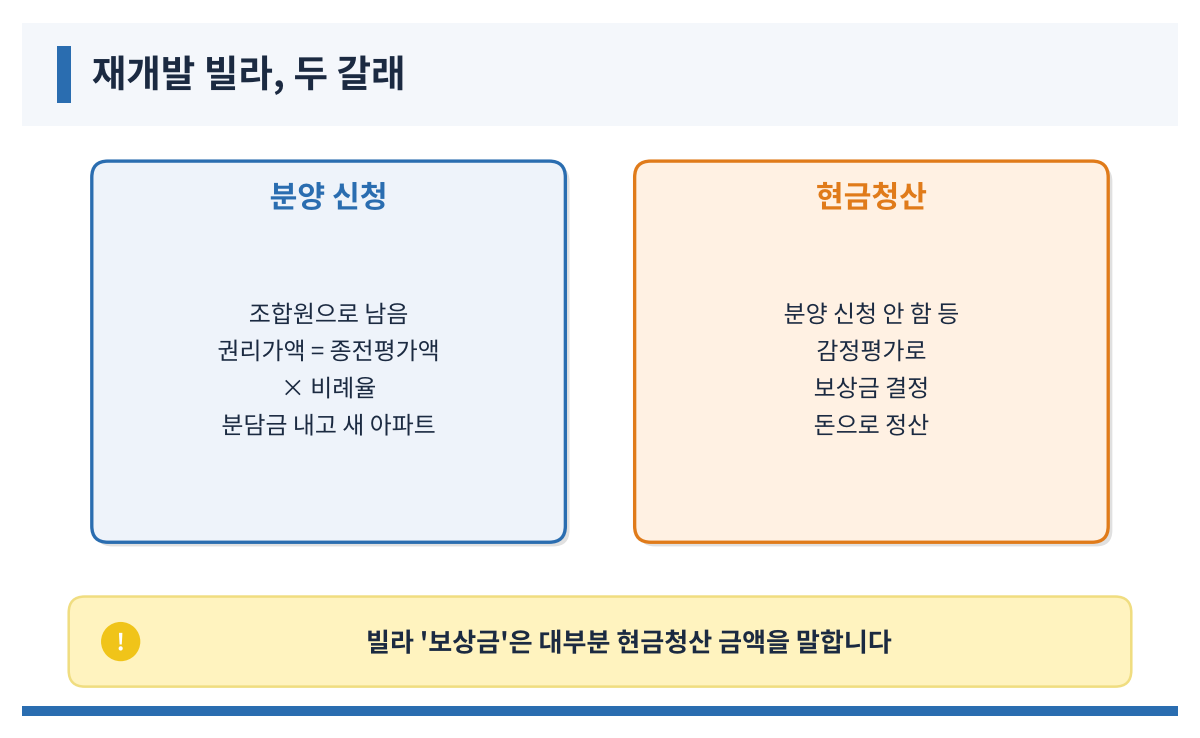 재개발 빌라, 두 갈래
분양 신청
조합원으로 남음
권리가액 = 종전평가액
× 비례율
분담금 내고 새 아파트
현금청산
분양 신청 안 함 등
감정평가로
보상금 결정
돈으로 정산
! 빌라 '보상금'은 대부분 현금청산 금액을 말합니다